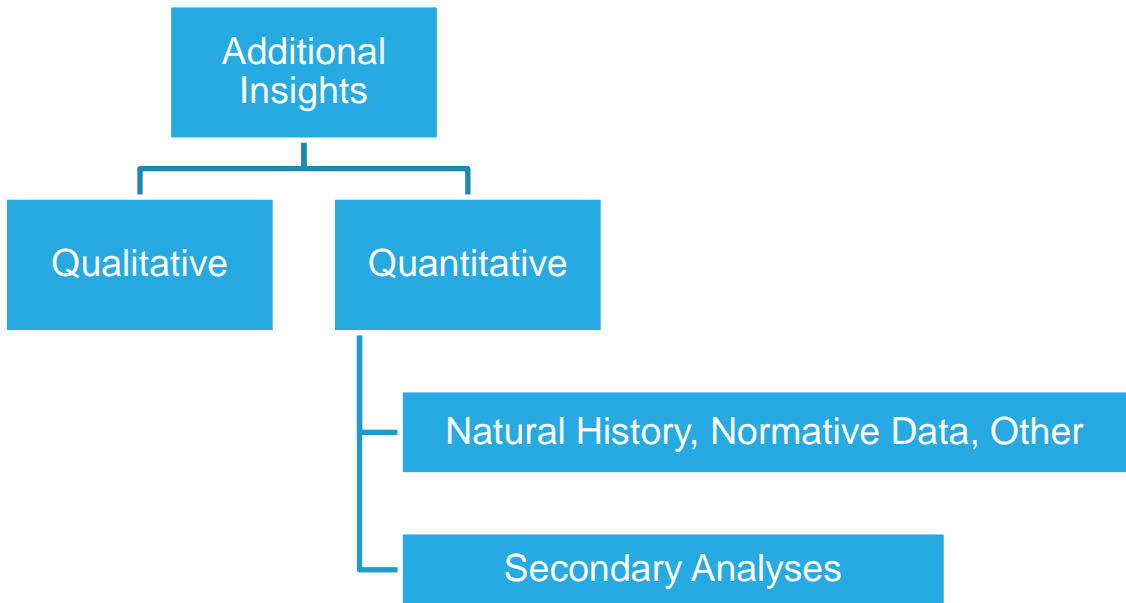 Additional
Insights
Qualitative
Quantitative
Natural History, Normative Data, Other
Secondary Analyses